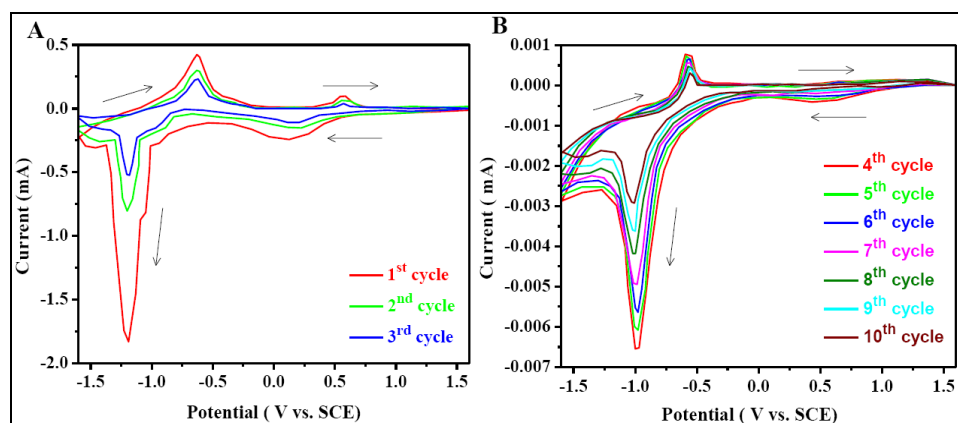 A
0.5
0.0
-0.5
-1.0
-1.5
-2.0
Current (mA)
1st cycle
2nd cycle
3rd cycle
-1.5 -1.0 -0.5 0.0 0.5 1.0 1.5
Potential ( V vs. SCE)
B
0.001
0.000
-0.001
-0.002
-0.003
-0.004
-0.005
-0.006
-0.007
Current ( mA)
4th cycle
5th cycle
6th cycle
7th cycle
8th cycle
9th cycle
10th cycle
-1.5 -1.0 -0.5 0.0 0.5 1.0 1.5
Potential ( V vs. SCE)